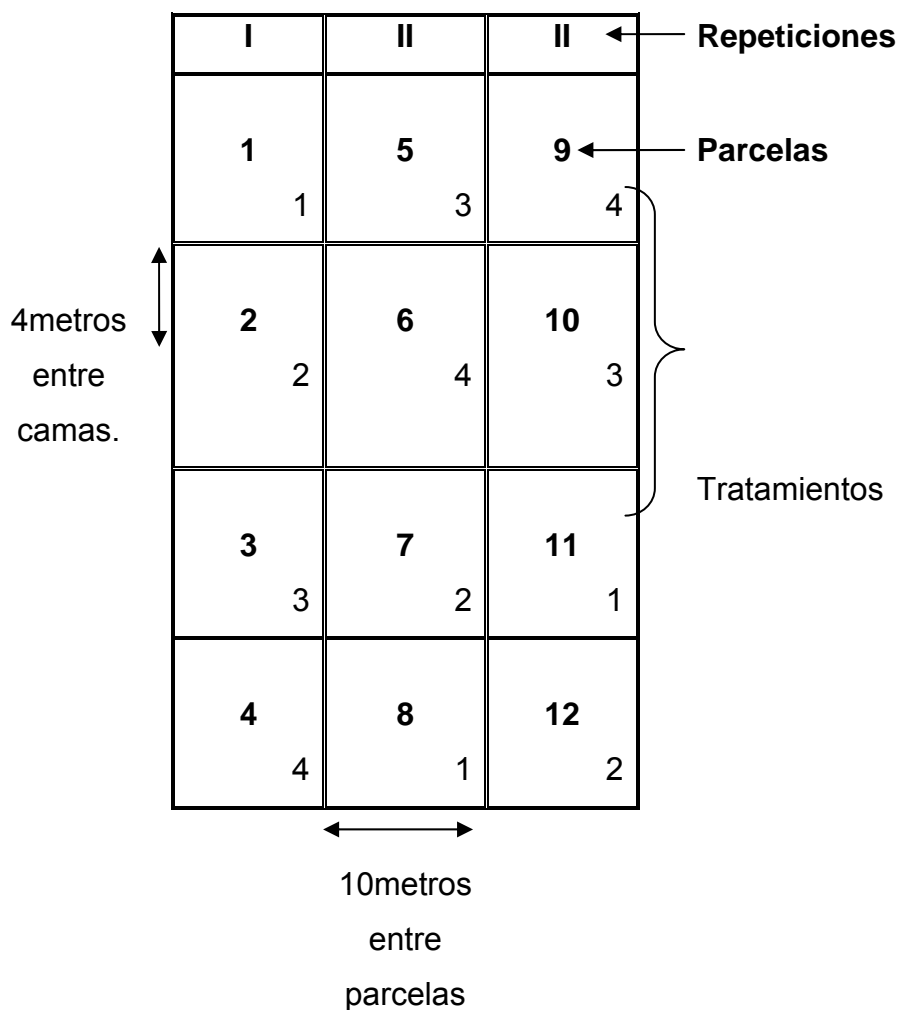 I II II Repeticiones
1 5 9 Parcelas
1 3 4
4metros
entre
camas.
2 6 10
2 4 3
Tratamientos
3 7 11
3 2 1
4 8 12
4 1 2
10metros
entre
parcelas